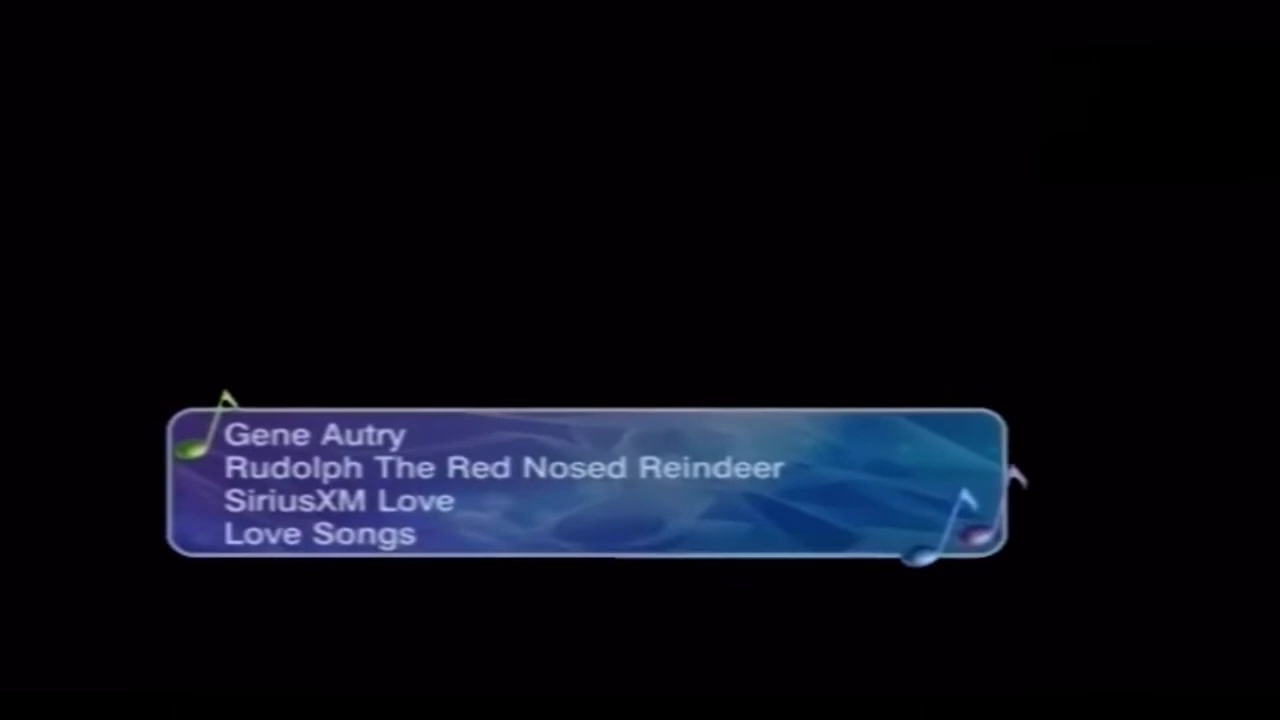 Gene Autry
Rudolph The Red Nosed Reindeer
SiriusXM Love
Love Songs